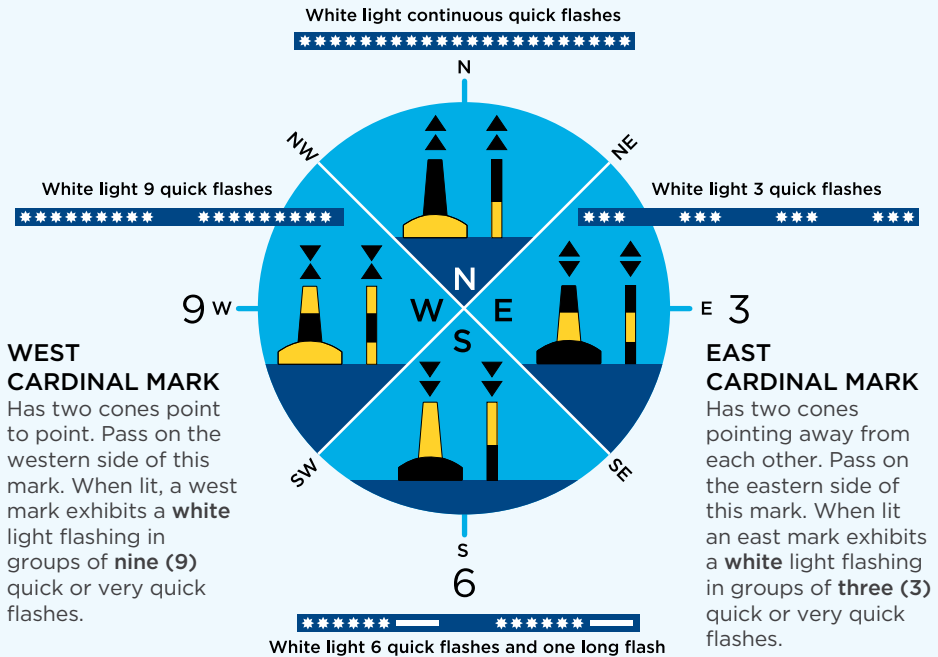 White light continuous quick flashes
N
NW
NE
White light 9 quick flashes
White light 3 quick flashes
N
9 W
W E
E 3
S
WEST
CARDINAL MARK
Has two cones point
to point. Pass on the
western side of this
mark. When lit, a west
mark exhibits a white
light flashing in
groups of nine (9)
quick or very quick
flashes.
EAST
CARDINAL MARK
Has two cones
pointing away from
each other. Pass on
the eastern side of
this mark. When lit
an east mark exhibits
a white light flashing
in groups of three (3)
quick or very quick
flashes.
SW
SE
S
6
White light 6 quick flashes and one long flash